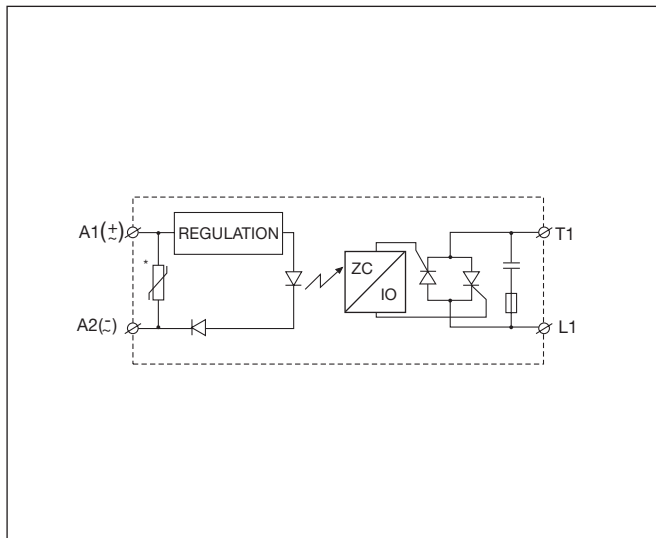 A1(±~)
REGULATION
T1
*
ZC
IO
A2(-~)
L1